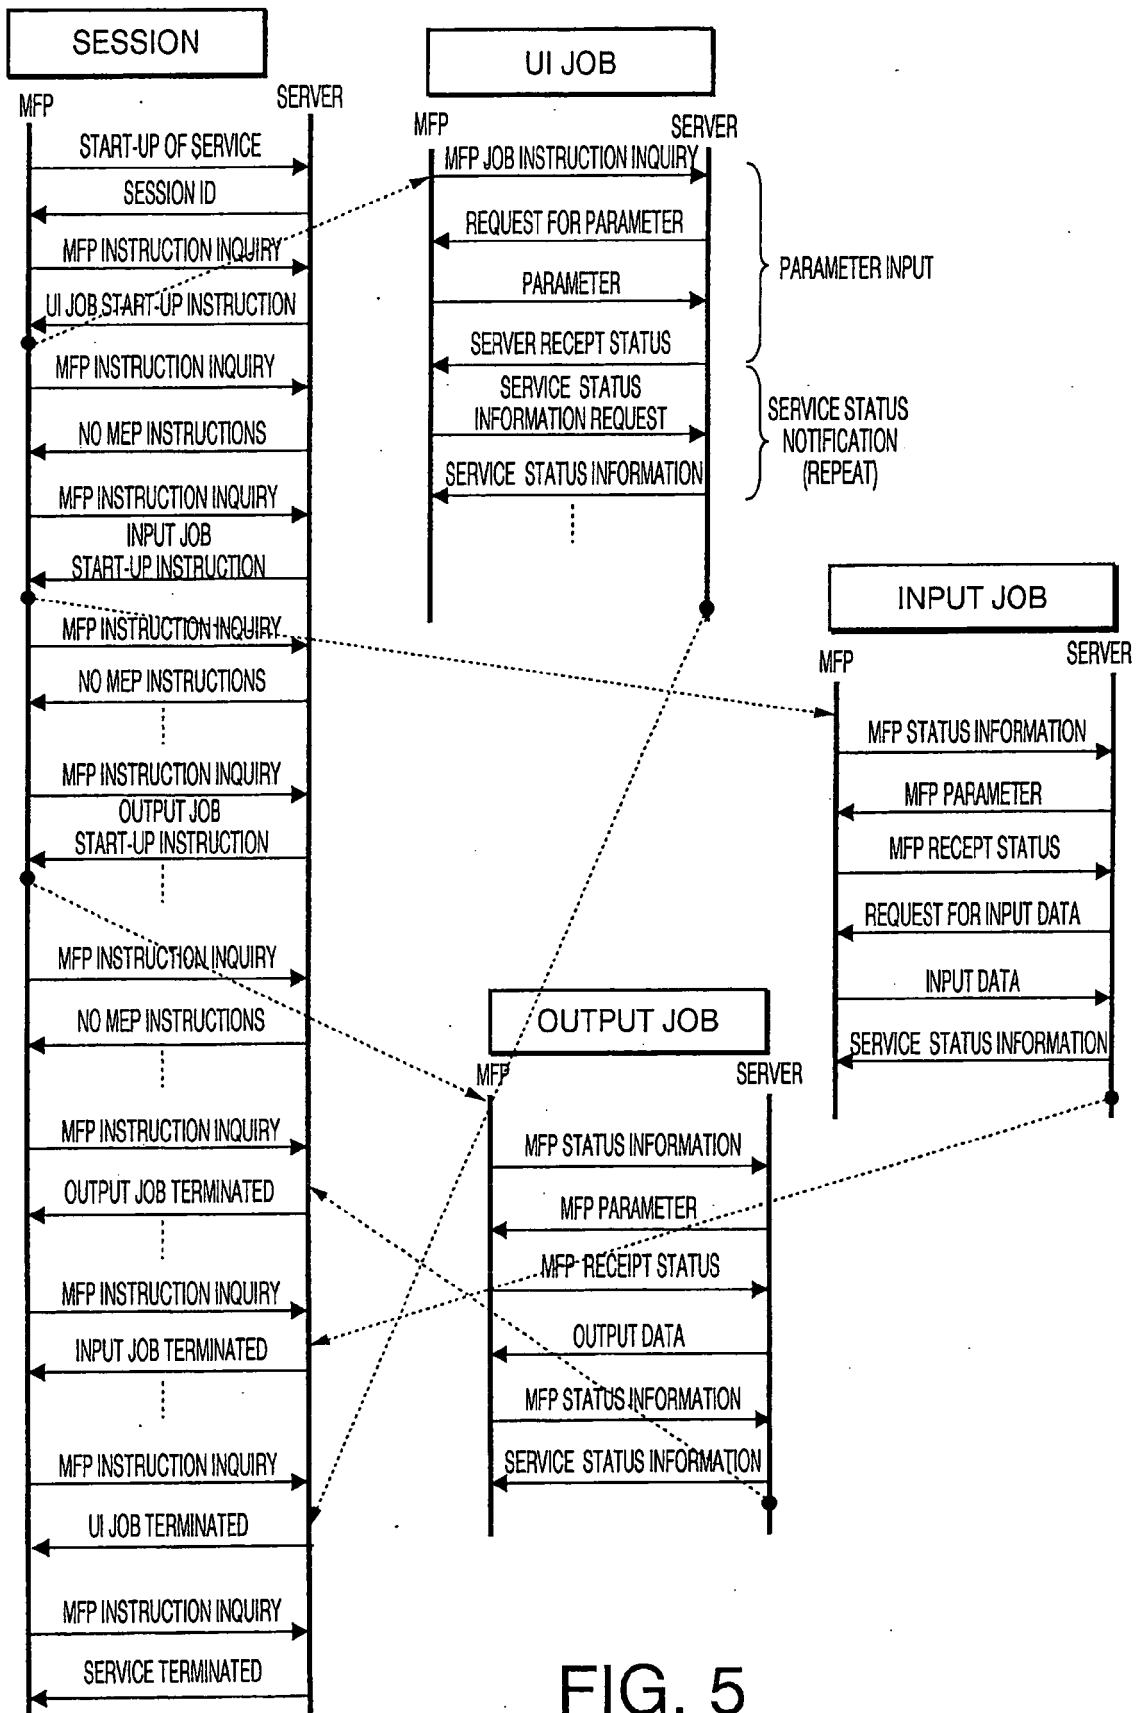 SESSION
MFP
SERVER
START-UP OF SERVICE
SESSION ID
MFP INSTRUCTION INQUIRY
UI JOB START-UP INSTRUCTION
MFP INSTRUCTION INQUIRY
NO MEP INSTRUCTIONS
MFP INSTRUCTION INQUIRY
INPUT JOB
START-UP INSTRUCTION
MFP INSTRUCTION INQUIRY
NO MEP INSTRUCTIONS
MFP INSTRUCTION INQUIRY
OUTPUT JOB
START-UP INSTRUCTION
MFP INSTRUCTION INQUIRY
NO MEP INSTRUCTIONS
MFP INSTRUCTION INQUIRY
OUTPUT JOB TERMINATED
MFP INSTRUCTION INQUIRY
INPUT JOB TERMINATED
MFP INSTRUCTION INQUIRY
UI JOB TERMINATED
MFP INSTRUCTION INQUIRY
SERVICE TERMINATED
UI JOB
MFP
SERVER
MFP JOB INSTRUCTION INQUIRY
REQUEST FOR PARAMETER
PARAMETER
SERVER RECEPT STATUS
SERVICE STATUS
INFORMATION REQUEST
SERVICE STATUS INFORMATION
PARAMETER INPUT
SERVICE STATUS
NOTIFICATION
(REPEAT)
INPUT JOB
MFP
SERVER
MFP STATUS INFORMATION
MFP PARAMETER
MFP RECEPT STATUS
REQUEST FOR INPUT DATA
INPUT DATA
SERVICE STATUS INFORMATION
OUTPUT JOB
MFP
SERVER
MFP STATUS INFORMATION
MFP PARAMETER
MFP RECEIPT STATUS
OUTPUT DATA
MFP STATUS INFORMATION
SERVICE STATUS INFORMATION
FIG. 5